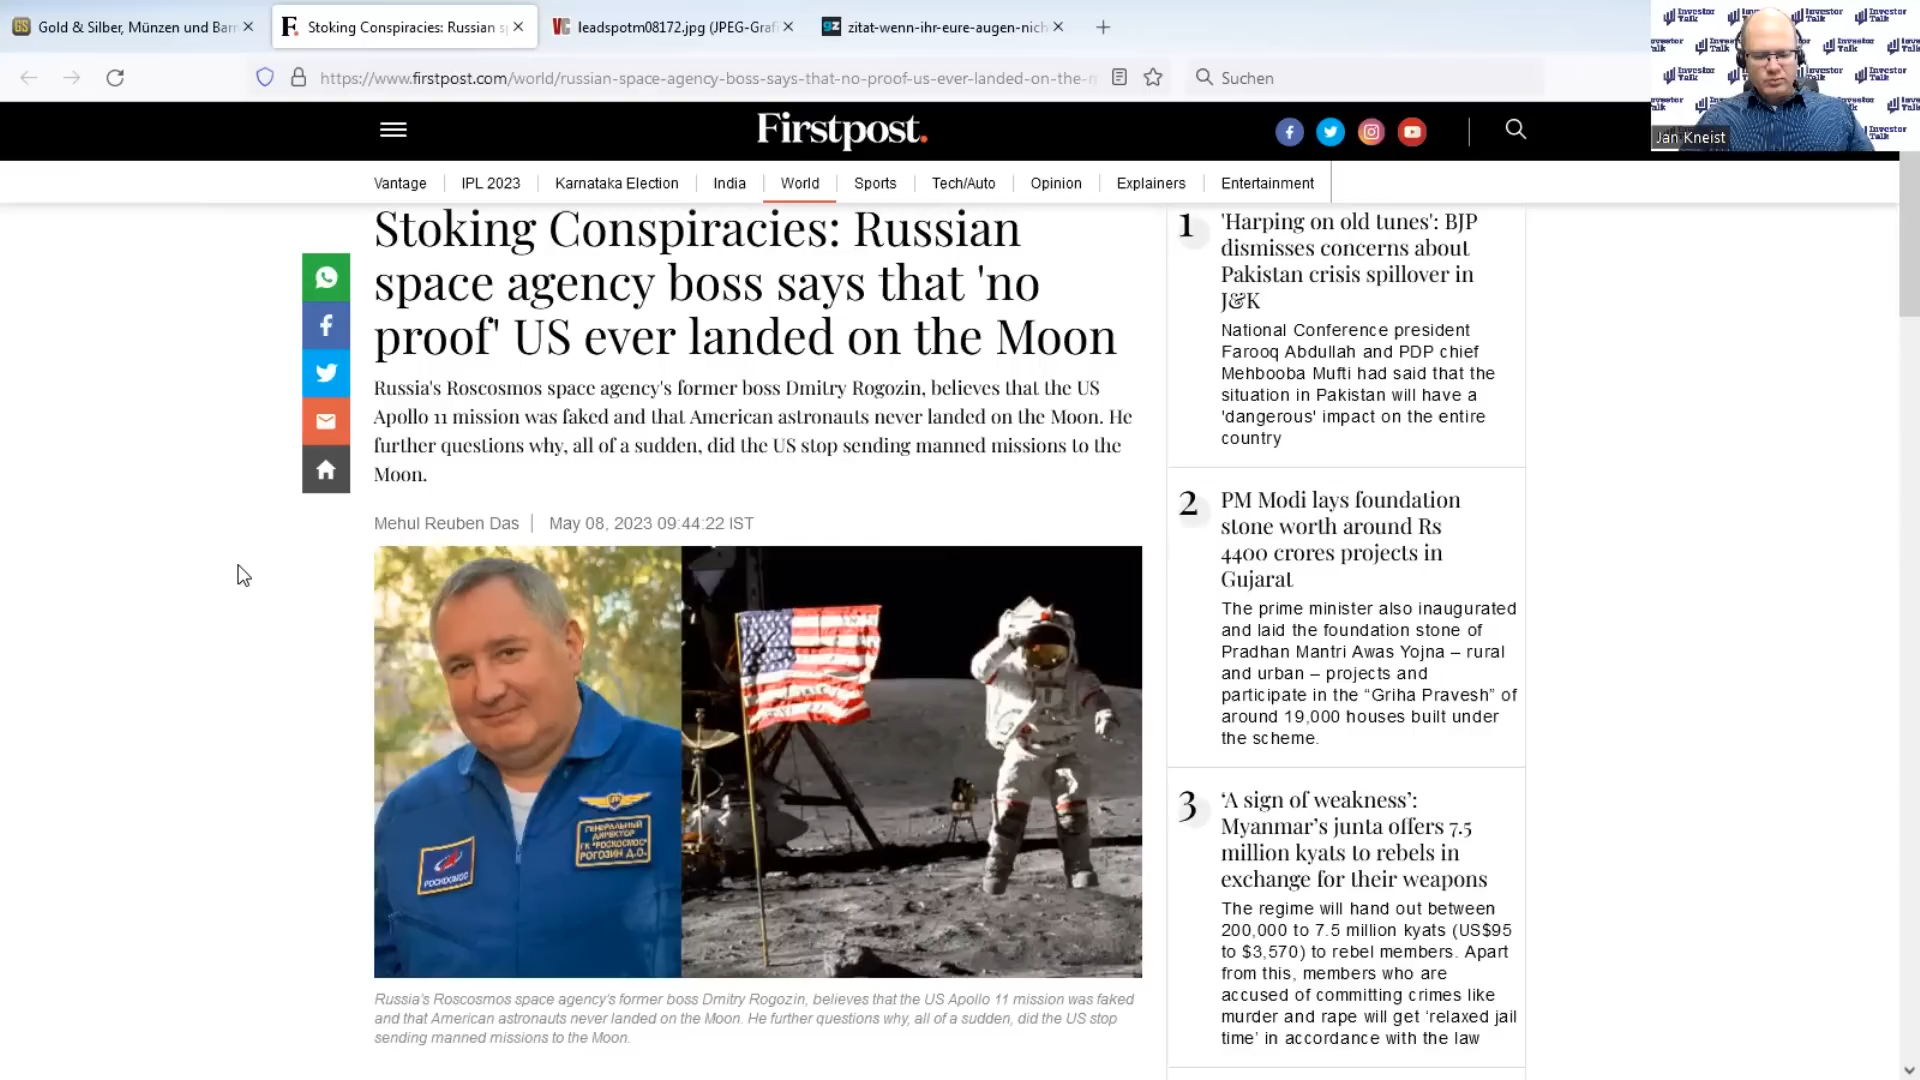 Gold & Silber, Münzen und Barr
Stoking Conspiracies: Russian s
leadspotm08172.jpg (JPEG-Grafi
zitat-wenn-ihr-eure-augen-nich
https://www.firstpost.com/world/russian-space-agency-boss-says-that-no-proof-us-ever-landed-on-the-m
Suchen
Jan Kneist
Firstpost.
Vantage
IPL 2023
Karnataka Election
India
World
Sports
Tech/Auto
Opinion
Explainers
Entertainment
Stoking Conspiracies: Russian
space agency boss says that 'no
proof' US ever landed on the Moon
Russia's Roscosmos space agency's former boss Dmitry Rogozin, believes that the US
Apollo 11 mission was faked and that American astronauts never landed on the Moon. He
further questions why, all of a sudden, did the US stop sending manned missions to the
Moon.
Mehul Reuben Das
May 08, 2023 09:44:22 IST
РОСКОСМОС
ГЕНЕРАЛЬНЫЙ
ДИРЕКТОР
ГК "РОСКОСМОС"
РОГОЗИН Д.О.
Russia's Roscosmos space agency's former boss Dmitry Rogozin, believes that the US Apollo 11 mission was faked
and that American astronauts never landed on the Moon. He further questions why, all of a sudden, did the US stop
sending manned missions to the Moon.
1
'Harping on old tunes': BJP
dismisses concerns about
Pakistan crisis spillover in
J&K
National Conference president
Farooq Abdullah and PDP chief
Mehbooba Mufti had said that the
situation in Pakistan will have a
'dangerous' impact on the entire
country
2
PM Modi lays foundation
stone worth around Rs
4400 crores projects in
Gujarat
The prime minister also inaugurated
and laid the foundation stone of
Pradhan Mantri Awas Yojna – rural
and urban – projects and
participate in the “Griha Pravesh” of
around 19,000 houses built under
the scheme.
3
‘A sign of weakness’:
Myanmar’s junta offers 7.5
million kyats to rebels in
exchange for their weapons
The regime will hand out between
200,000 to 7.5 million kyats (US$95
to $3,570) to rebel members. Apart
from this, members who are
accused of committing crimes like
murder and rape will get ‘relaxed jail
time’ in accordance with the law